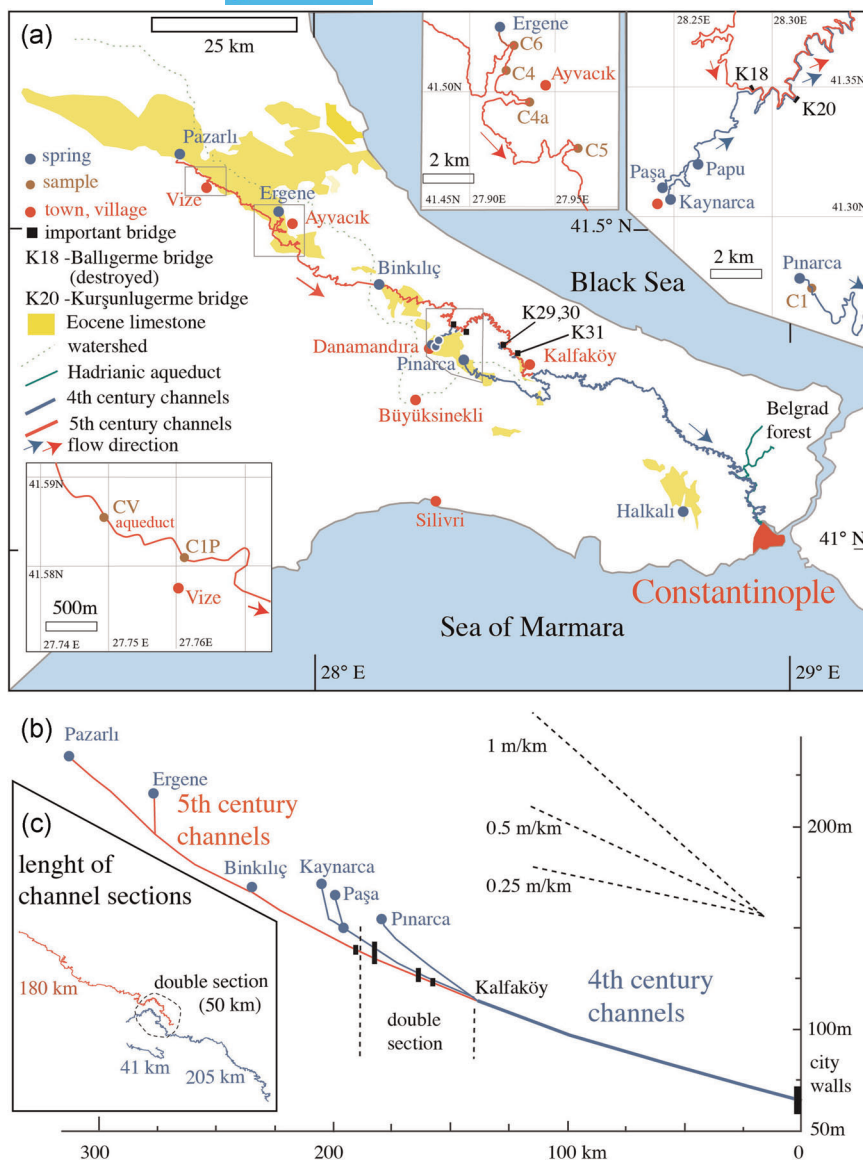 (a)
25 km
Pazarlı
spring
sample
town, village
important bridge
K18 -Ballıgerme bridge
(destroyed)
K20 -Kurşunlugerme bridge
Eocene limestone
watershed
Hadrianic aqueduct
4th century channels
5th century channels
flow direction
Vize
Ergene
Ayvacık
Binkılıç
Danamandıra
Pınarca
Büyüksinekli
K29,30
K31
Kalfaköy
Silivri
Halkalı
Belgrad
forest
Constantinople
Black Sea
Sea of Marmara
41.5° N
41° N
28° E
29° E
Ergene
C6
C4
Ayvacık
C4a
C5
41.50 N
2 km
41.45N
27.90 E
27.95 E
28.25E
28.30E
K18
K20
41.35N
Paşa
Papu
Kaynarca
41.30N
2 km
Pınarca
C1
41.59N
CV
aqueduct
C1P
41.58N
Vize
500m
27.74 E
27.75 E
27.76 E
(b)
Pazarlı
Ergene
5th century
channels
Binkılıç
Kaynarca
Paşa
Pınarca
Kalfaköy
double
section
4th century
channels
1 m/km
0.5 m/km
0.25 m/km
200m
100m
city
walls
50m
(c)
lenght of
channel sections
180 km
double section
(50 km)
41 km
205 km
300
200
100 km
0